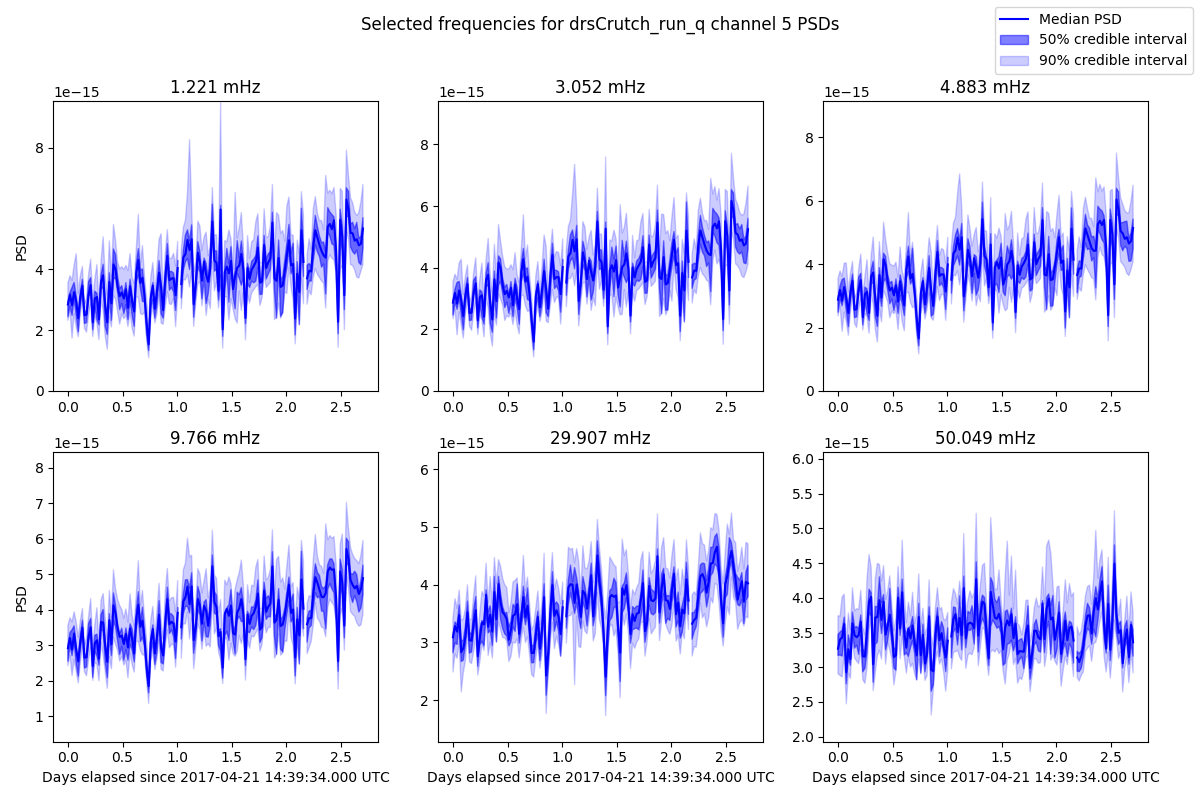 Selected frequencies for drsCrutch_run_q channel 5 PSDs
Median PSD
50% credible interval
90% credible interval
1e−15
1.221 mHz
PSD
8
6
4
2
0
0.0 0.5 1.0 1.5 2.0 2.5
1e−15
3.052 mHz
8
6
4
2
0
0.0 0.5 1.0 1.5 2.0 2.5
1e−15
4.883 mHz
8
6
4
2
0
0.0 0.5 1.0 1.5 2.0 2.5
1e−15
9.766 mHz
PSD
8
7
6
5
4
3
2
1
0.0 0.5 1.0 1.5 2.0 2.5
Days elapsed since 2017-04-21 14:39:34.000 UTC
1e−15
29.907 mHz
6
5
4
3
2
0.0 0.5 1.0 1.5 2.0 2.5
Days elapsed since 2017-04-21 14:39:34.000 UTC
1e−15
50.049 mHz
6.0
5.5
5.0
4.5
4.0
3.5
3.0
2.5
2.0
0.0 0.5 1.0 1.5 2.0 2.5
Days elapsed since 2017-04-21 14:39:34.000 UTC